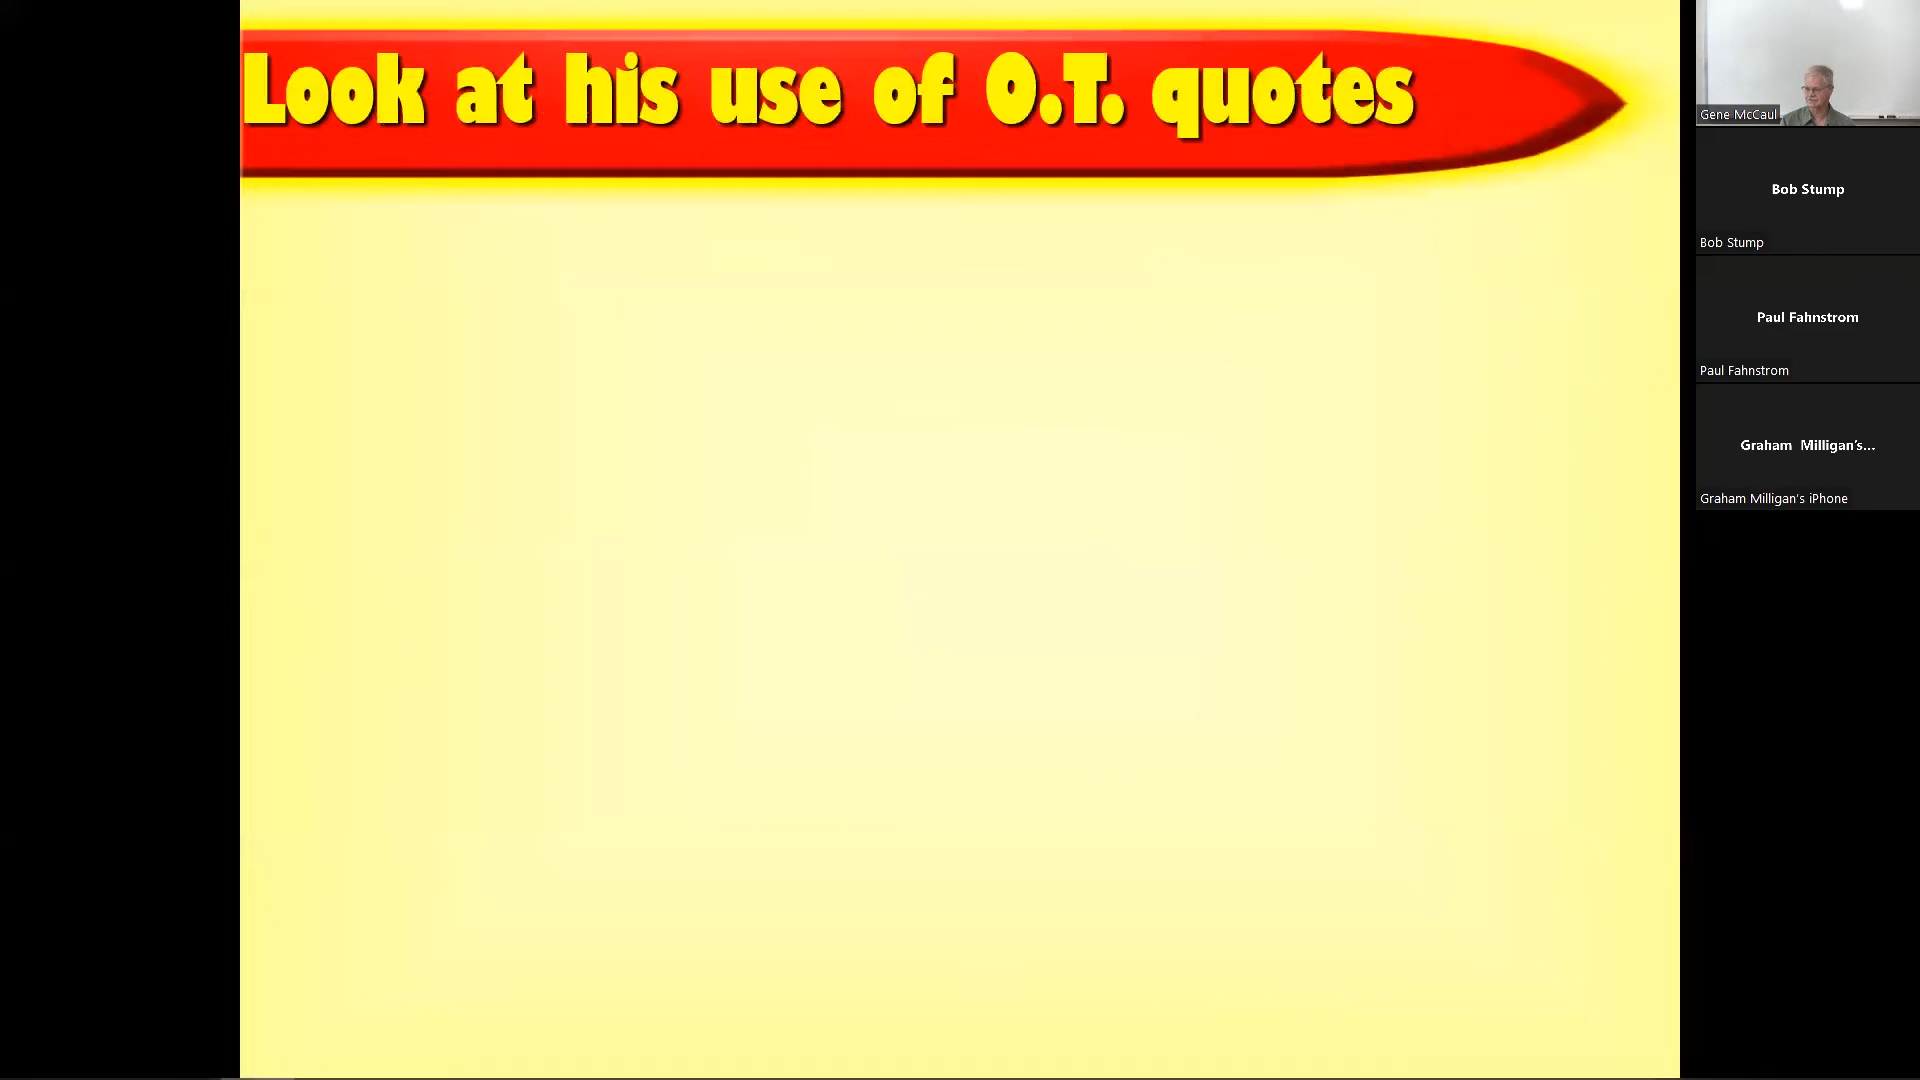 Look at his use of O.T. quotes
Gene McCaul
Bob Stump
Bob Stump
Paul Fahnstrom
Paul Fahnstrom
Graham Milligan's...
Graham Milligan's iPhone